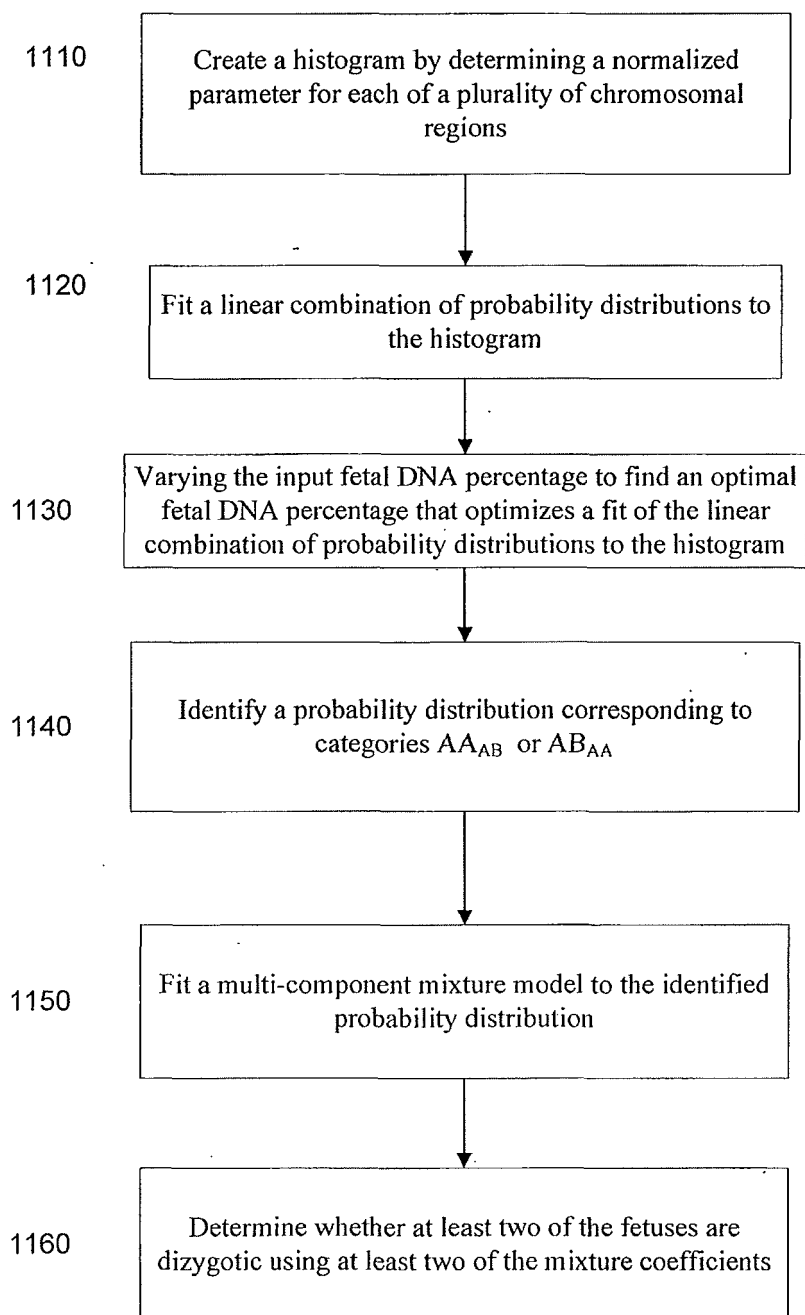 1110
Create a histogram by determining a normalized
parameter for each of a plurality of chromosomal
regions
1120
Fit a linear combination of probability distributions to
the histogram
1130
Varying the input fetal DNA percentage to find an optimal
fetal DNA percentage that optimizes a fit of the linear
combination of probability distributions to the histogram
1140
Identify a probability distribution corresponding to
categories AA_AB or AB_AA
1150
Fit a multi-component mixture model to the identified
probability distribution
1160
Determine whether at least two of the fetuses are
dizygotic using at least two of the mixture coefficients